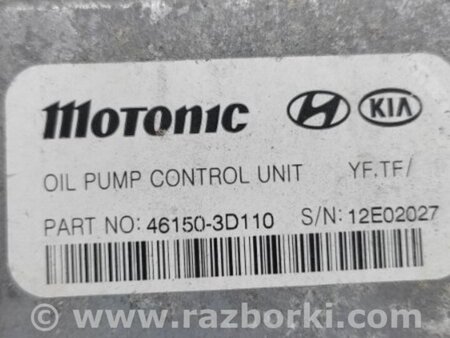 MOTONIC KIA
OIL PUMP CONTROL UNIT YF.TF/
PART NO: 46150-3D110 S/N: 12E02027
© www.razborki.com